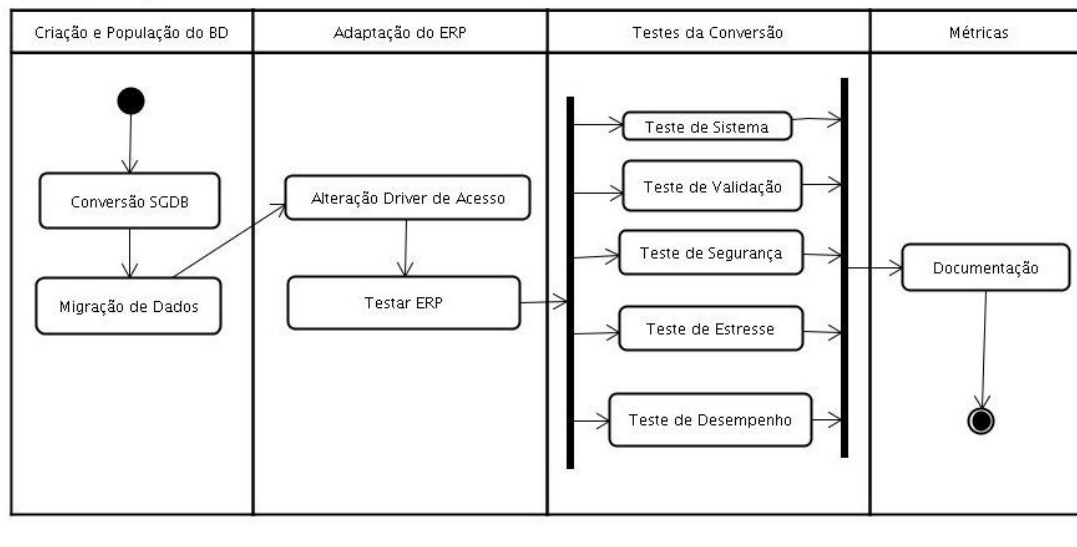 Criação e População do BD
Adaptação do ERP
Testes da Conversão
Métricas
Conversão SGDB
Migração de Dados
Alteração Driver de Acesso
Testar ERP
Teste de Sistema
Teste de Validação
Teste de Segurança
Teste de Estresse
Teste de Desempenho
Documentação